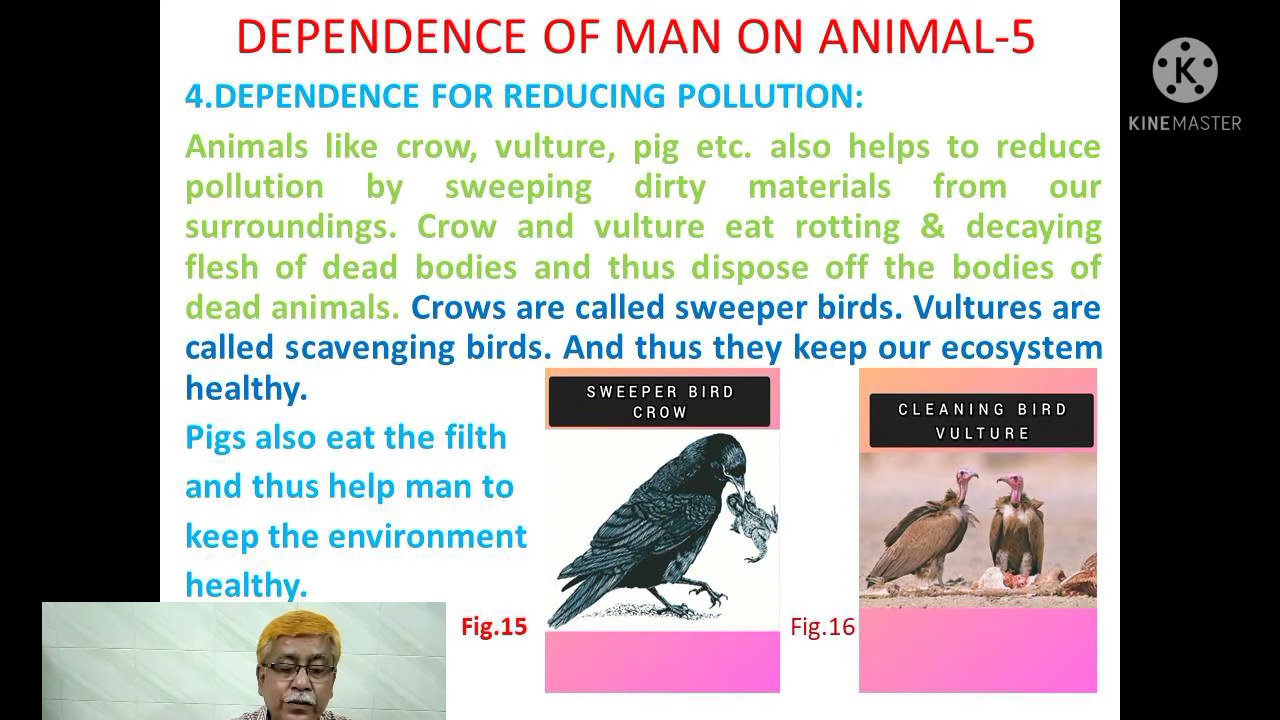 DEPENDENCE OF MAN ON ANIMAL-5
4.DEPENDENCE FOR REDUCING POLLUTION:
Animals like crow, vulture, pig etc. also helps to reduce
pollution by sweeping dirty materials from our
surroundings. Crow and vulture eat rotting & decaying
flesh of dead bodies and thus dispose off the bodies of
dead animals. Crows are called sweeper birds. Vultures are
called scavenging birds. And thus they keep our ecosystem
healthy.
Pigs also eat the filth
and thus help man to
keep the environment
healthy.
SWEEPER BIRD
CROW
Fig.15
CLEANING BIRD
VULTURE
Fig.16
K
KINEMASTER